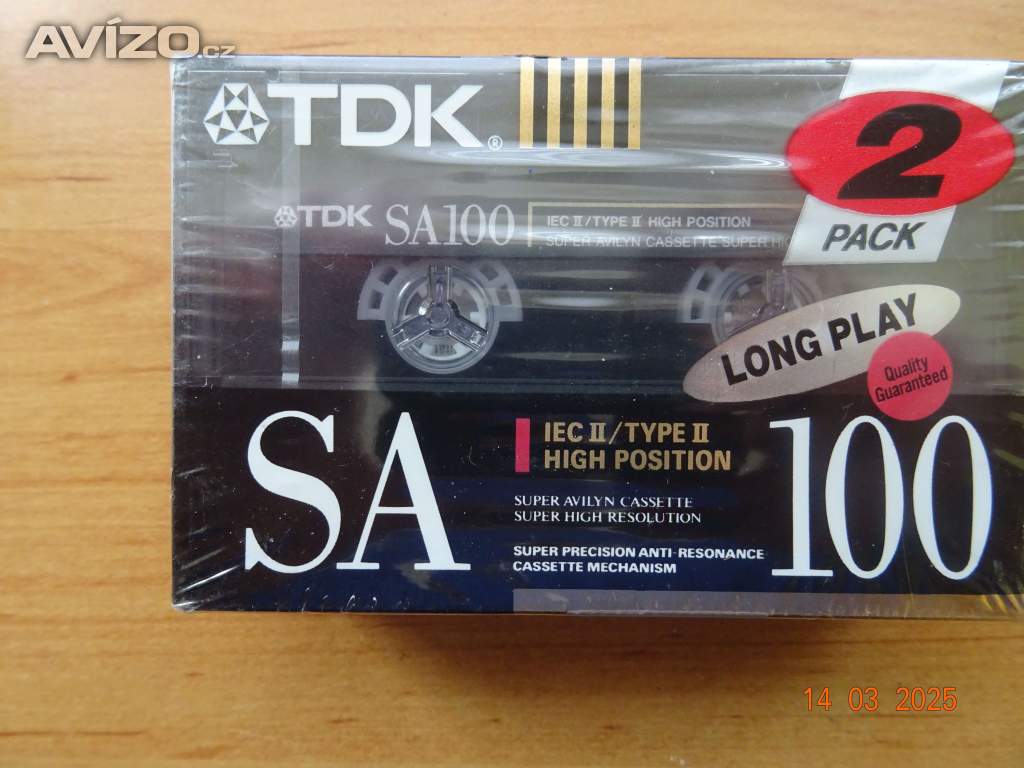 AVÍZO.cz
TDK®
2
PACK
TDK SA100 IEC II/TYPE II HIGH POSITION
SUPER AVILYN CASSETTE SUPER
LONG PLAY
Quality
Guaranteed
SA 100
IEC II/TYPE II
HIGH POSITION
SUPER AVILYN CASSETTE
SUPER HIGH RESOLUTION
SUPER PRECISION ANTI-RESONANCE
CASSETTE MECHANISM
14 03 2025